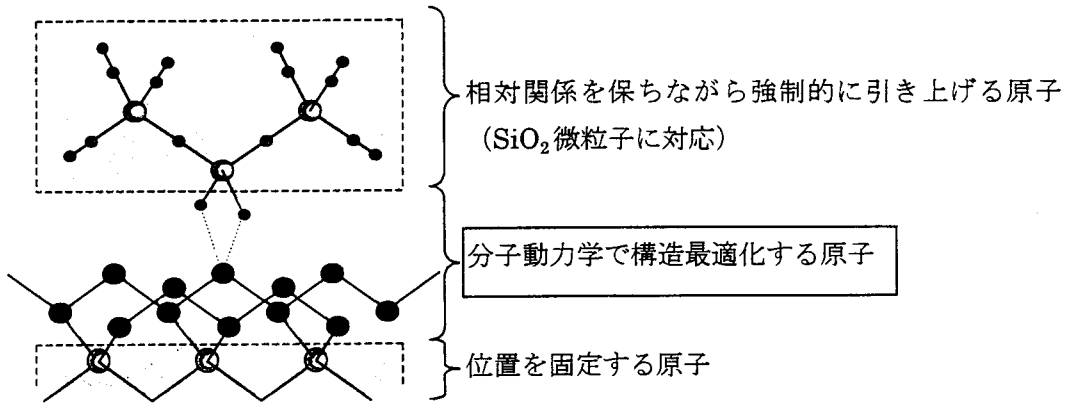 相対関係を保ちながら強制的に引き上げる原子
(SiO₂微粒子に対応)
分子動力学で構造最適化する原子
位置を固定する原子